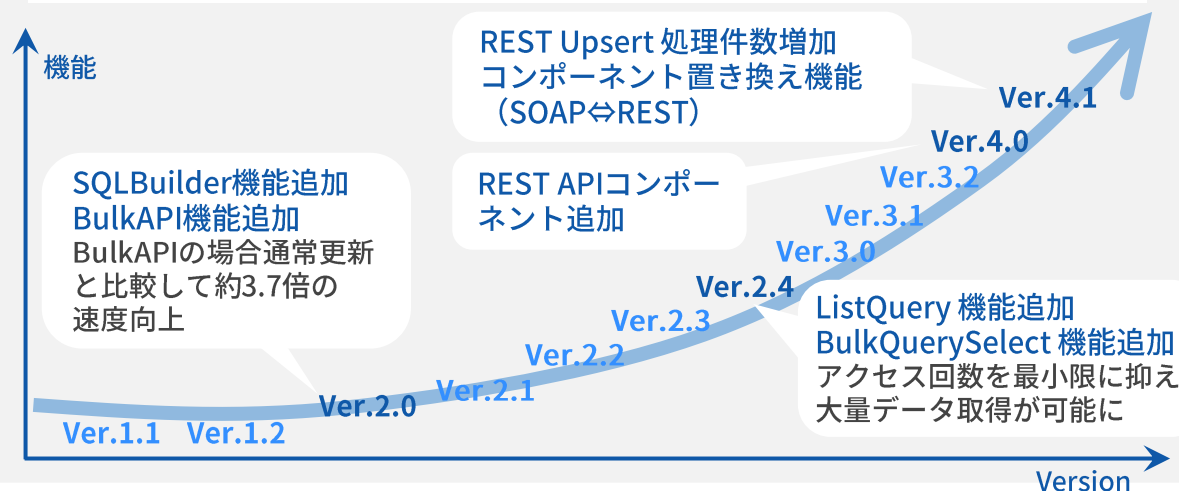 機能
REST Upsert 処理件数増加
コンポーネント置き換え機能
（SOAP⇔REST）
Ver.4.1
Ver.4.0
REST APIコンポー
ネント追加
Ver.3.2
Ver.3.1
Ver.3.0
SQLBuilder機能追加
BulkAPI機能追加
BulkAPIの場合通常更新
と比較して約3.7倍の
速度向上
Ver.2.4
ListQuery 機能追加
BulkQuerySelect 機能追加
アクセス回数を最小限に抑え
大量データ取得が可能に
Ver.2.3
Ver.2.2
Ver.2.1
Ver.2.0
Ver.1.1
Ver.1.2
Version